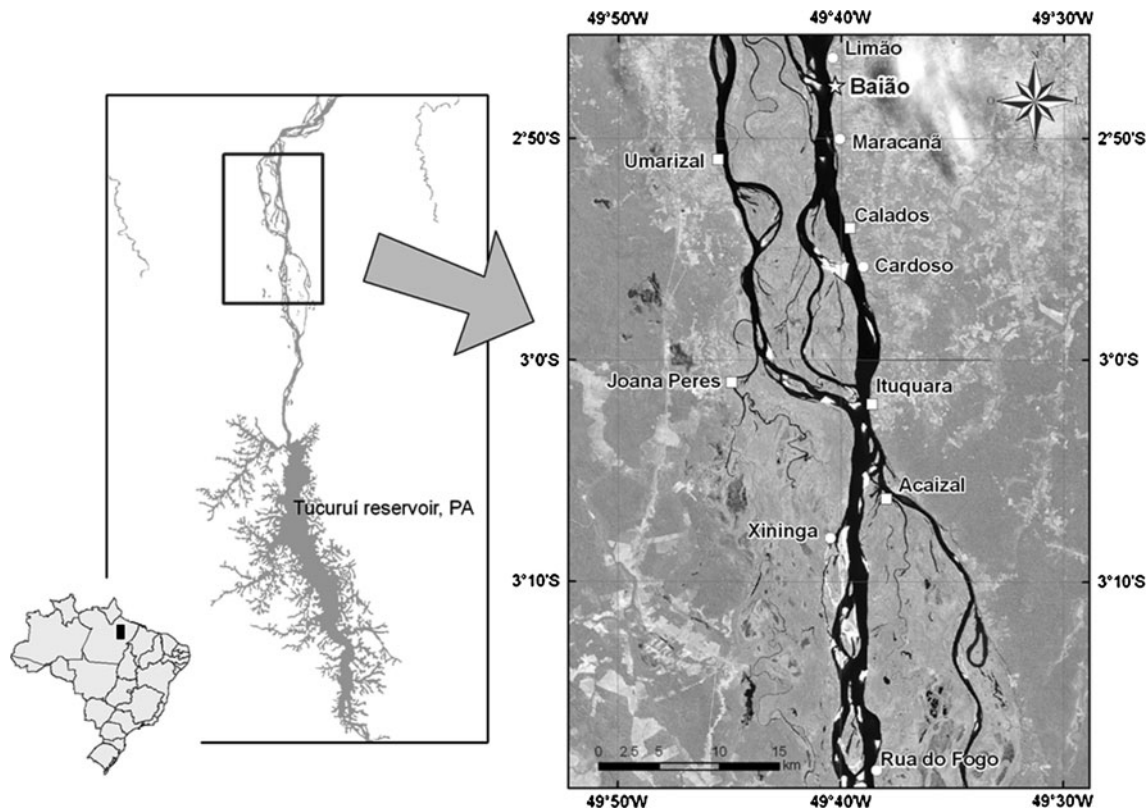 49°50'W
49°40'W
49°30'W
Limão
Baião
2°50'S
Maracanã
2°50'S
Umarizal
Calados
Cardoso
3°0'S
3°0'S
Joana Peres
Ituquara
Acaizal
Tucuruí reservoir, PA
Xininga
3°10'S
3°10'S
0 2.5 5 10 15
km
Rua do Fogo
49°50'W
49°40'W
49°30'W